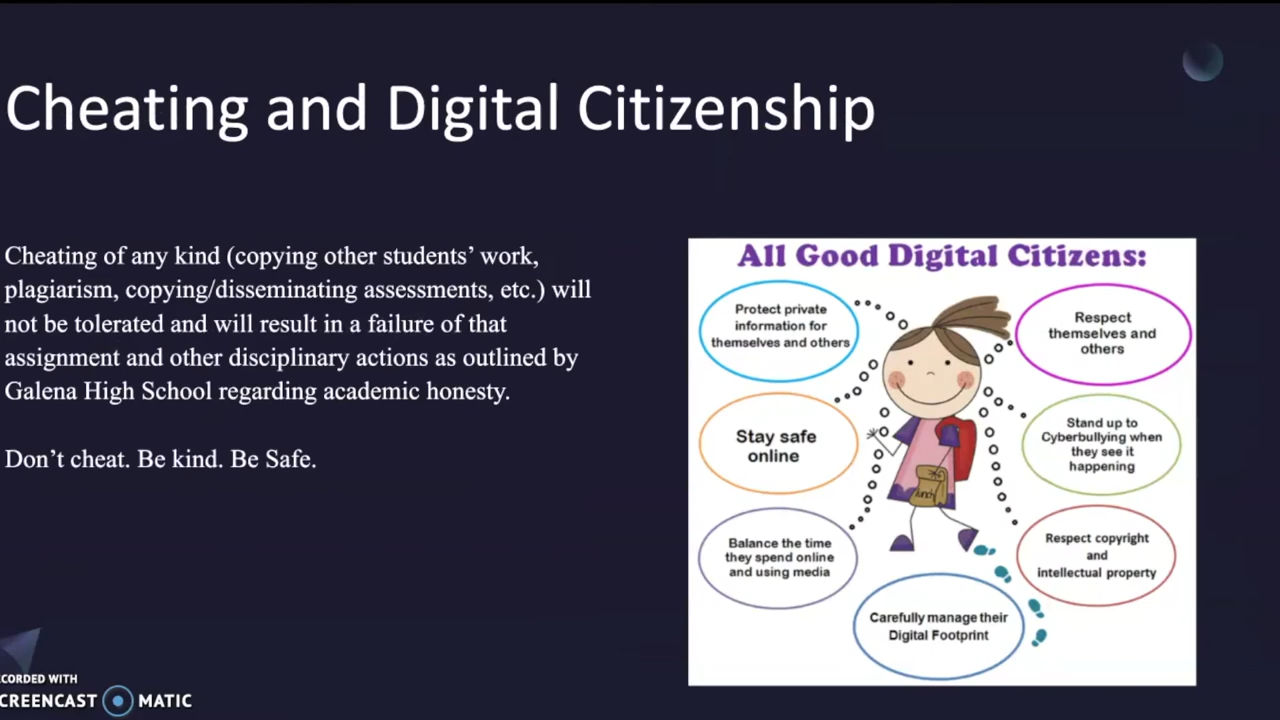 Cheating and Digital Citizenship
Cheating of any kind (copying other students’ work,
plagiarism, copying/disseminating assessments, etc.) will
not be tolerated and will result in a failure of that
assignment and other disciplinary actions as outlined by
Galena High School regarding academic honesty.
Don’t cheat. Be kind. Be Safe.
All Good Digital Citizens:
Protect private
information for
themselves and others
Respect
themselves and
others
Stay safe
online
Stand up to
Cyberbullying when
they see it
happening
Balance the time
they spend online
and using media
Respect copyright
and
intellectual property
Carefully manage their
Digital Footprint
lunch
CORDED WITH
CREENCAST MATIC